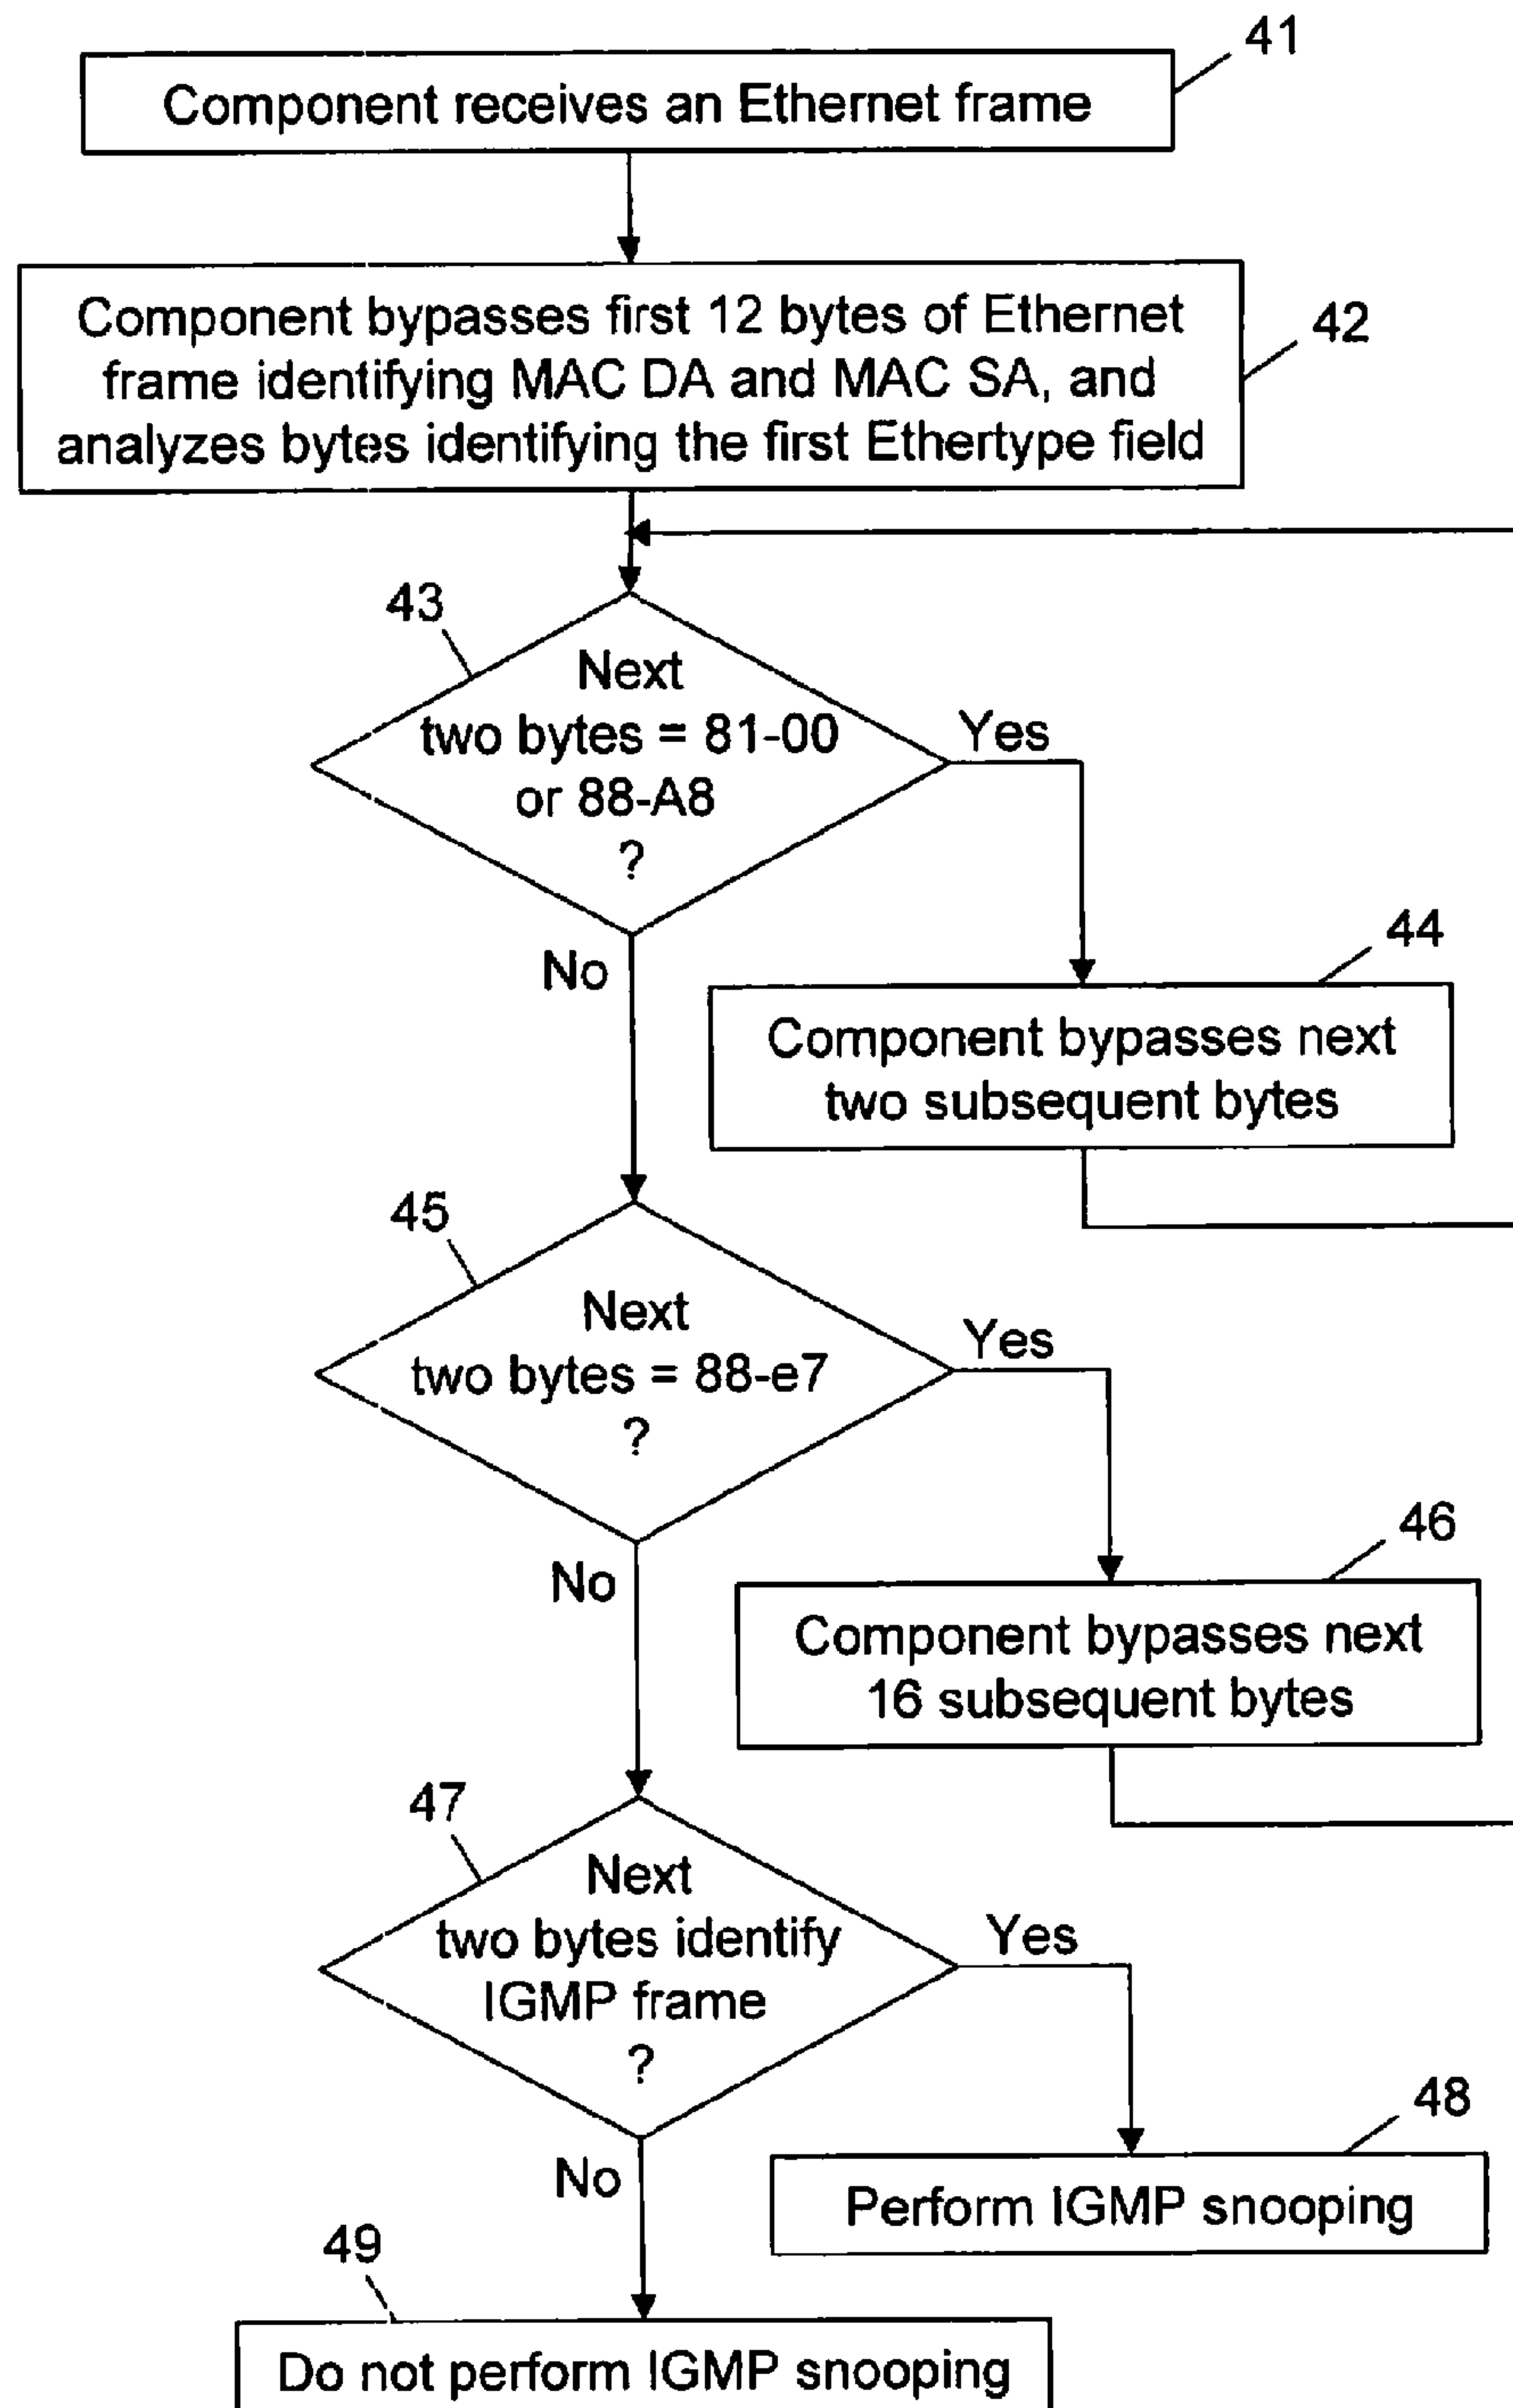 41
Component receives an Ethernet frame
42
Component bypasses first 12 bytes of Ethernet
frame identifying MAC DA and MAC SA, and
analyzes bytes identifying the first Ethertype field
43
Next
two bytes = 81-00
or 88-A8
?
Yes
No
44
Component bypasses next
two subsequent bytes
45
Next
two bytes = 88-e7
?
Yes
No
46
Component bypasses next
16 subsequent bytes
47
Next
two bytes identify
IGMP frame
?
Yes
No
48
Perform IGMP snooping
49
Do not perform IGMP snooping